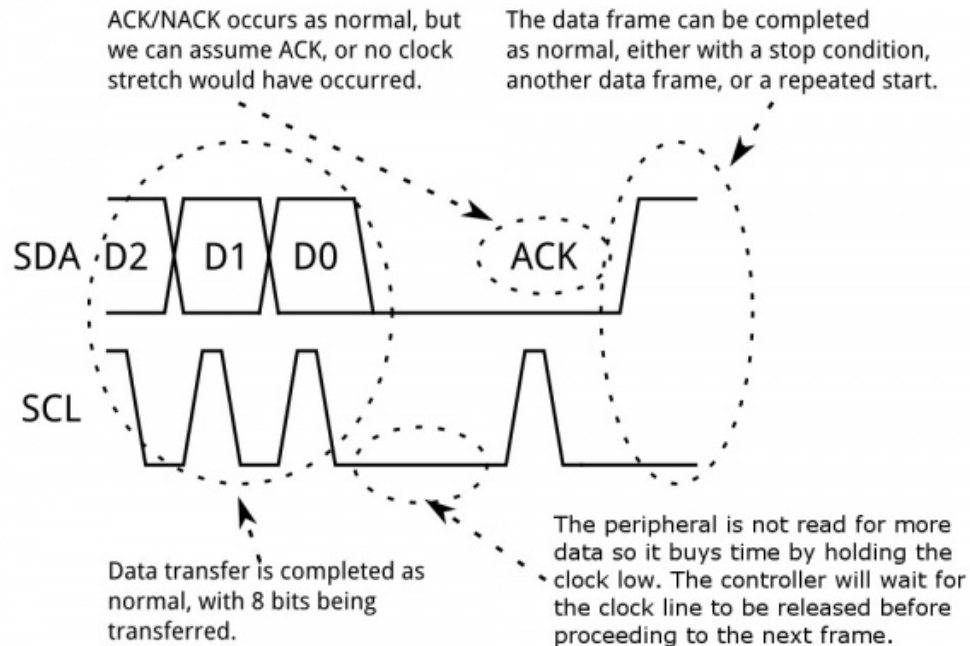 ACK/NACK occurs as normal, but
we can assume ACK, or no clock
stretch would have occurred.
The data frame can be completed
as normal, either with a stop condition,
another data frame, or a repeated start.
SDA D2 D1 D0 ACK
SCL
Data transfer is completed as
normal, with 8 bits being
transferred.
The peripheral is not read for more
data so it buys time by holding the
clock low. The controller will wait for
the clock line to be released before
proceeding to the next frame.